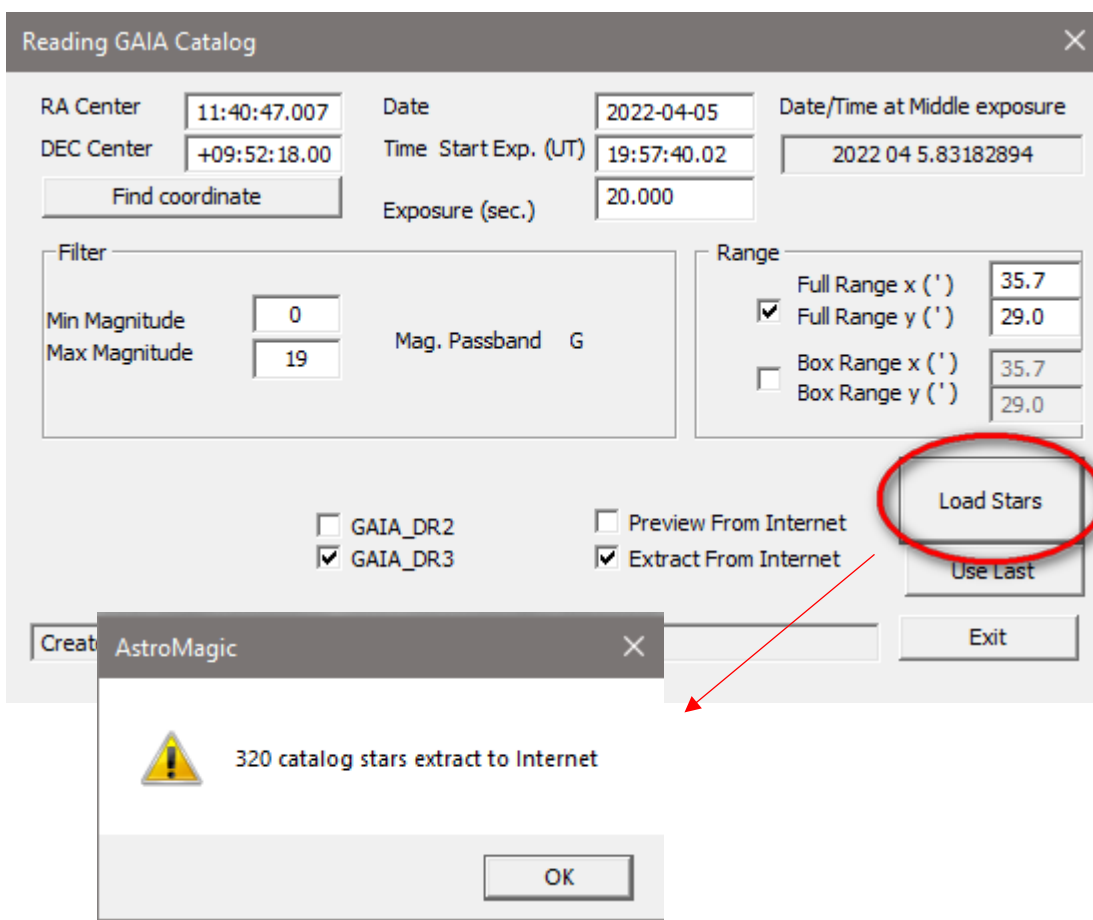 Reading GAIA Catalog
RA Center 11:40:47.007 Date 2022-04-05 Date/Time at Middle exposure
DEC Center +09:52:18.00 Time Start Exp. (UT) 19:57:40.02 2022 04 5.83182894
Find coordinate Exposure (sec.) 20.000
Filter Range
Full Range x (') 35.7
Min Magnitude 0 Full Range y (') 29.0
Max Magnitude 19 Mag. Passband G
Box Range x (') 35.7
Box Range y (') 29.0
Load Stars
GAIA_DR2 Preview From Internet
GAIA_DR3 Extract From Internet
Use Last
Exit
AstroMagic
320 catalog stars extract to Internet
OK